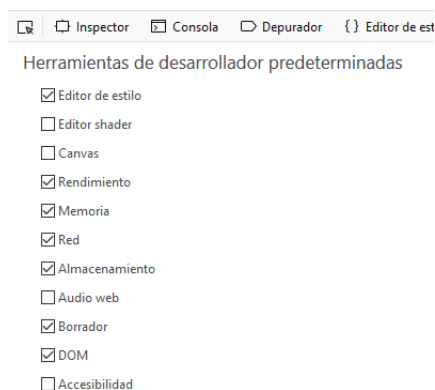 Inspector Consola Depurador { } Editor de est
Herramientas de desarrollador predeterminadas
Editor de estilo
Editor shader
Canvas
Rendimiento
Memoria
Red
Almacenamiento
Audio web
Borrador
DOM
Accesibilidad